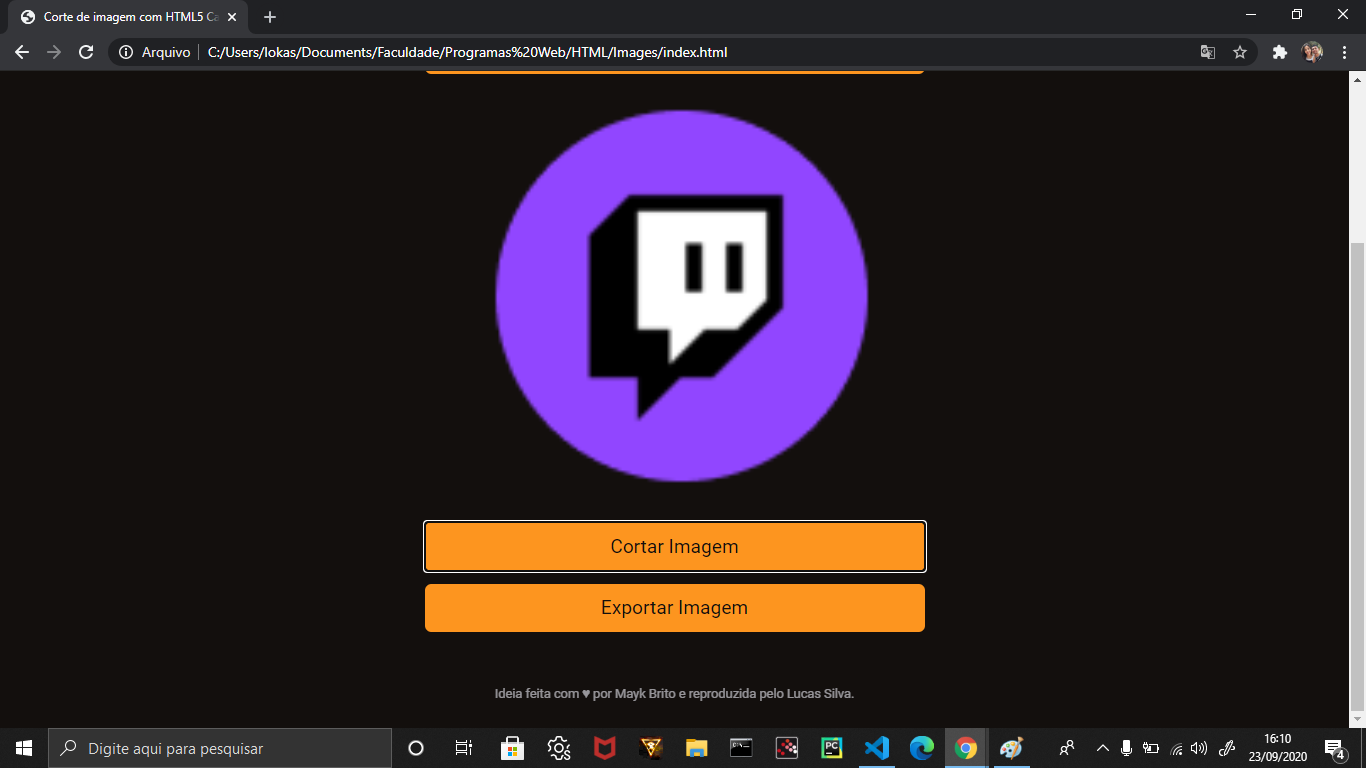 Corte de imagem com HTML5 Ca
Arquivo
C:/Users/lokas/Documents/Faculdade/Programas%20Web/HTML/Images/index.html
Cortar Imagem
Exportar Imagem
Ideia feita com ♥ por Mayk Brito e reproduzida pelo Lucas Silva.
Digite aqui para pesquisar
PC
16:10
23/09/2020
4